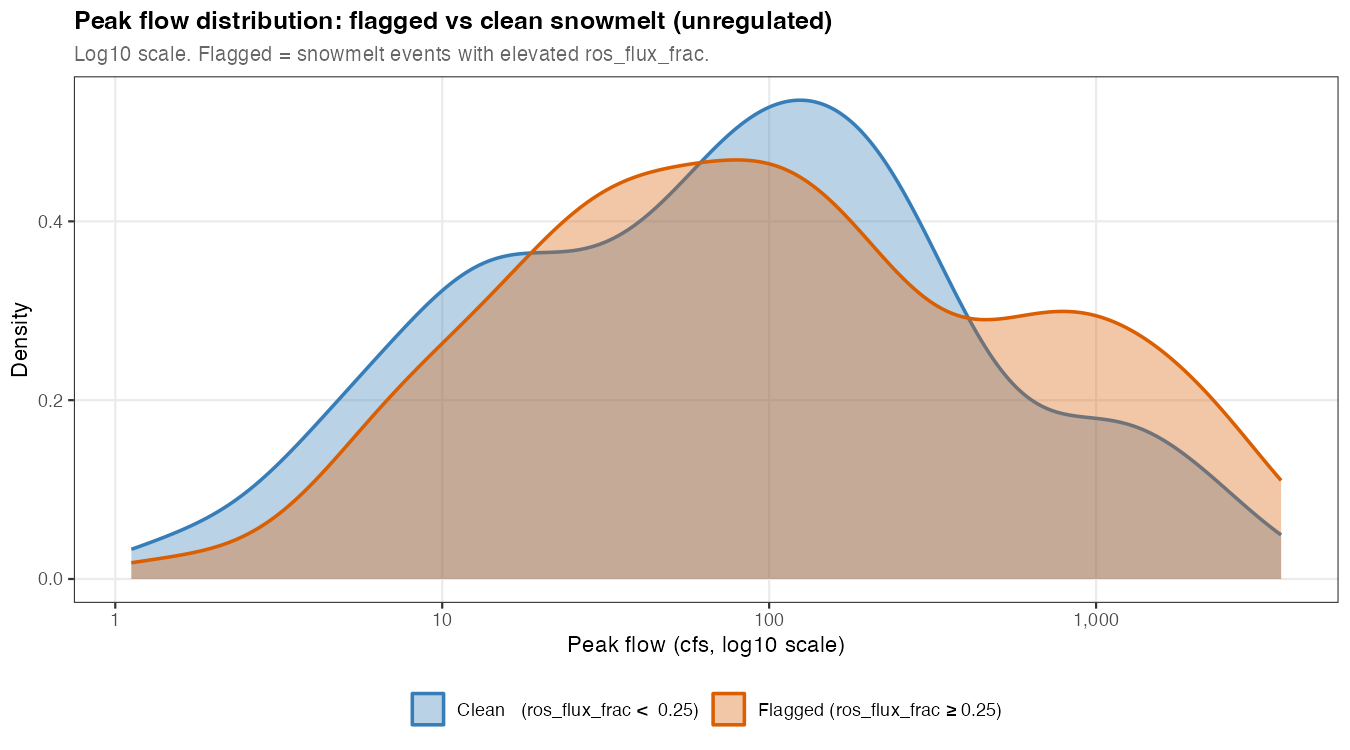 Peak flow distribution: flagged vs clean snowmelt (unregulated)
Log10 scale. Flagged = snowmelt events with elevated ros_flux_frac.
Density
0.4
0.2
0.0
1
10
100
1,000
Peak flow (cfs, log10 scale)
Clean (ros_flux_frac < 0.25)
Flagged (ros_flux_frac ≥ 0.25)